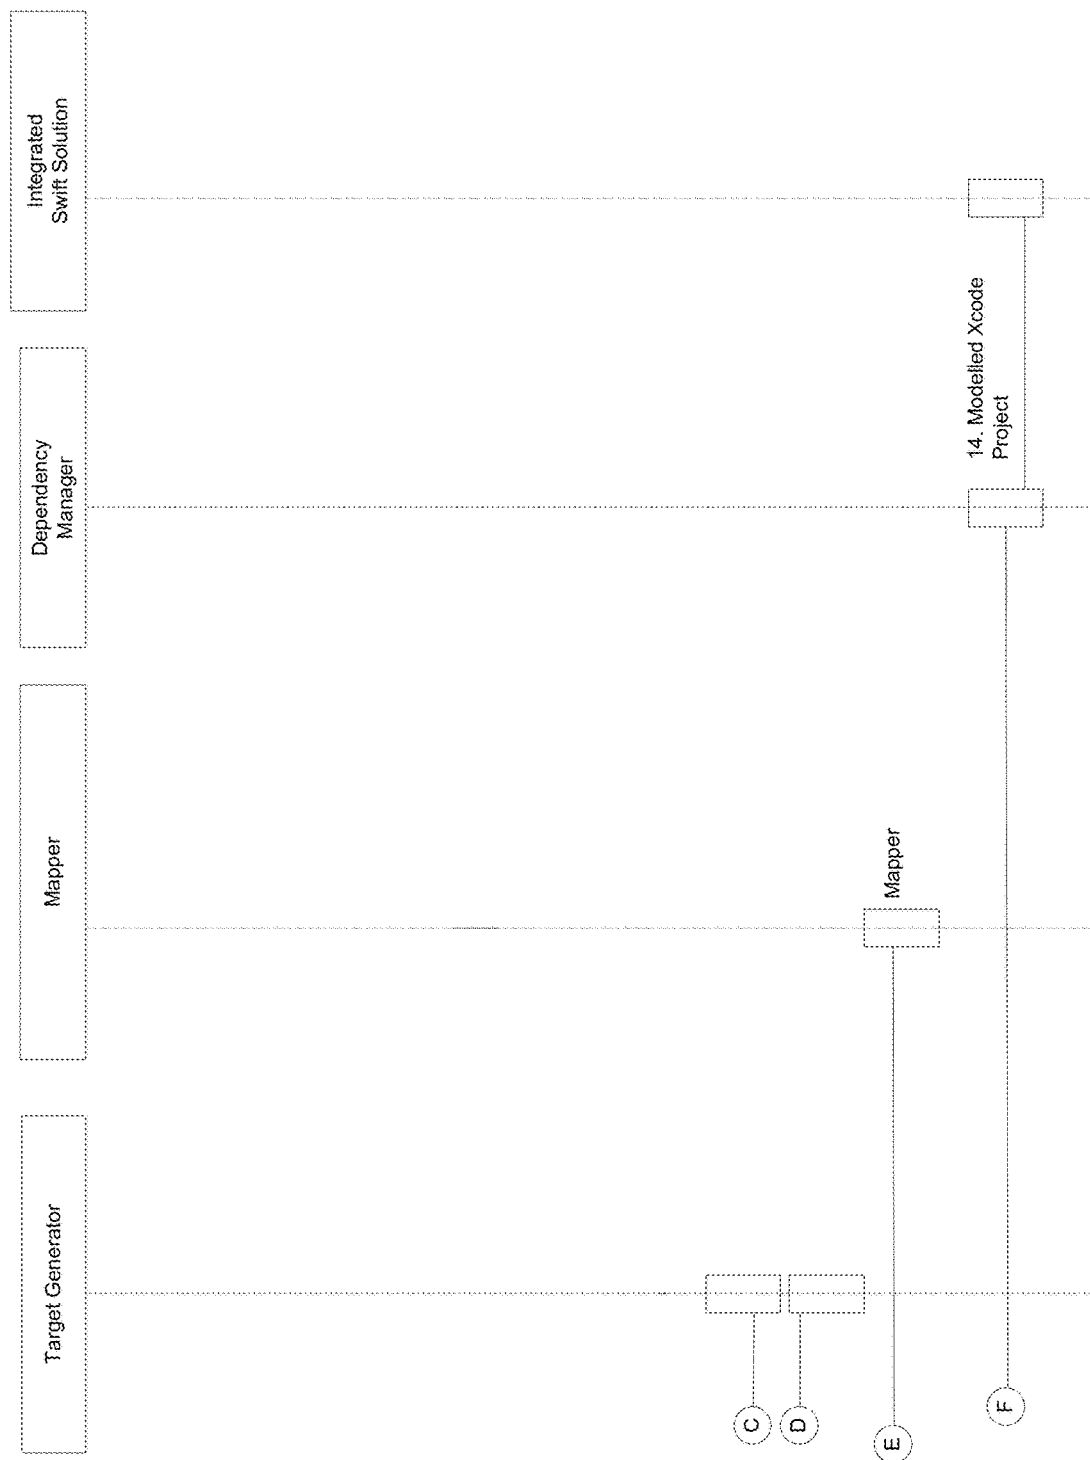 Target Generator
Mapper
Dependency
Manager
Integrated
Swift Solution
C
D
E
Mapper
F
14. Modelled Xcode
Project